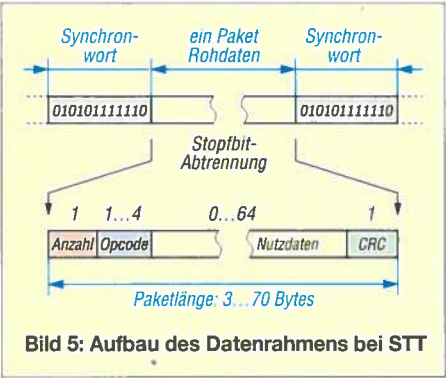 Synchron-
wort
ein Paket
Rohdaten
Synchron-
wort
010101111110
010101111110
Stopfbit-
Abtrennung
1 1...4 0...64 1
Anzahl Opcode Nutzdaten CRC
Paketlänge: 3...70 Bytes
Bild 5: Aufbau des Datenrahmens bei STT